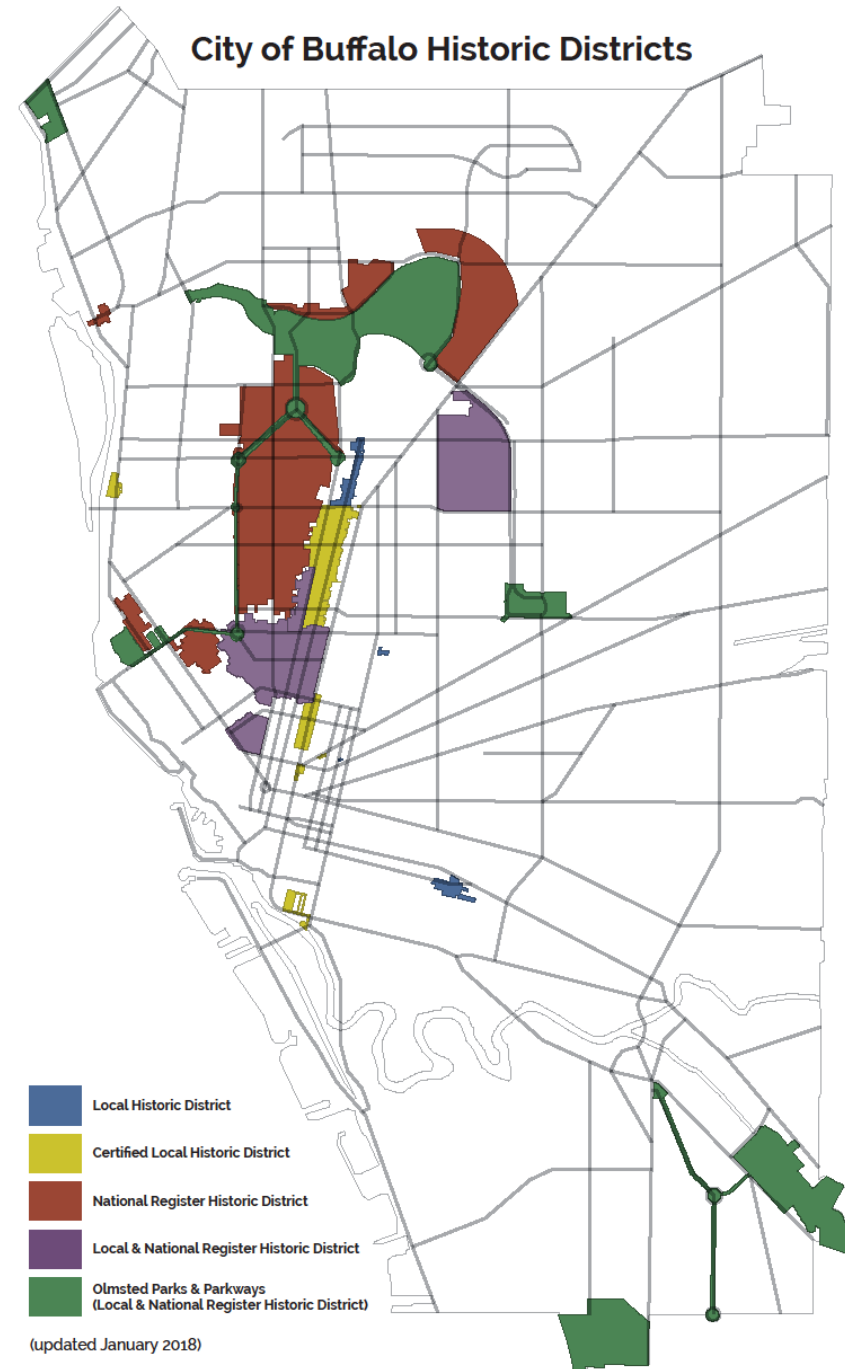 City of Buffalo Historic Districts
Local Historic District
Certified Local Historic District
National Register Historic District
Local & National Register Historic District
Olmsted Parks & Parkways
(Local & National Register Historic District)
(updated January 2018)